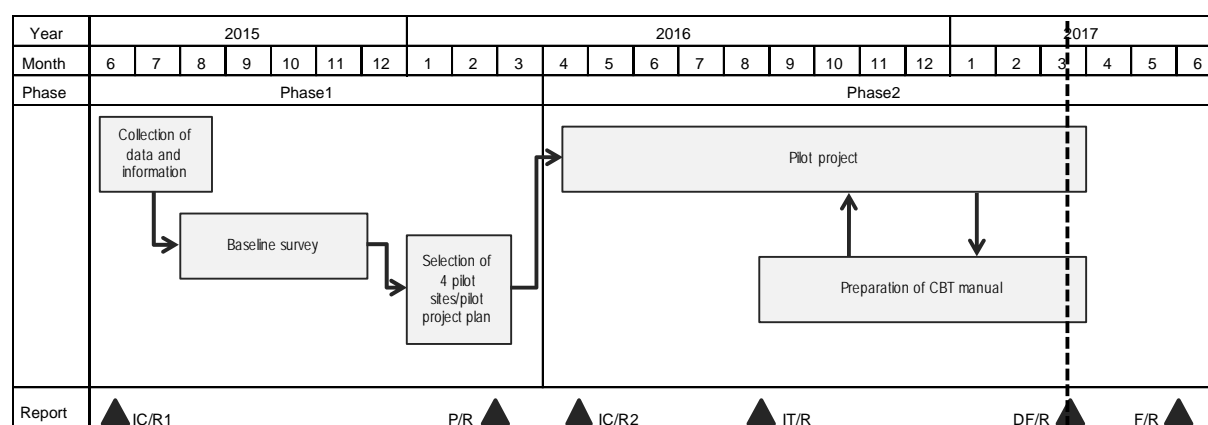 Year 2015 2016 2017
Month 6 7 8 9 10 11 12 1 2 3 4 5 6 7 8 9 10 11 12 1 2 3 4 5 6
Phase Phase1 Phase2
Collection of
data and
information
Pilot project
Baseline survey
Selection of
4 pilot
sites/pilot
project plan
Preparation of CBT manual
Report IC/R1 P/R IC/R2 IT/R DF/R F/R